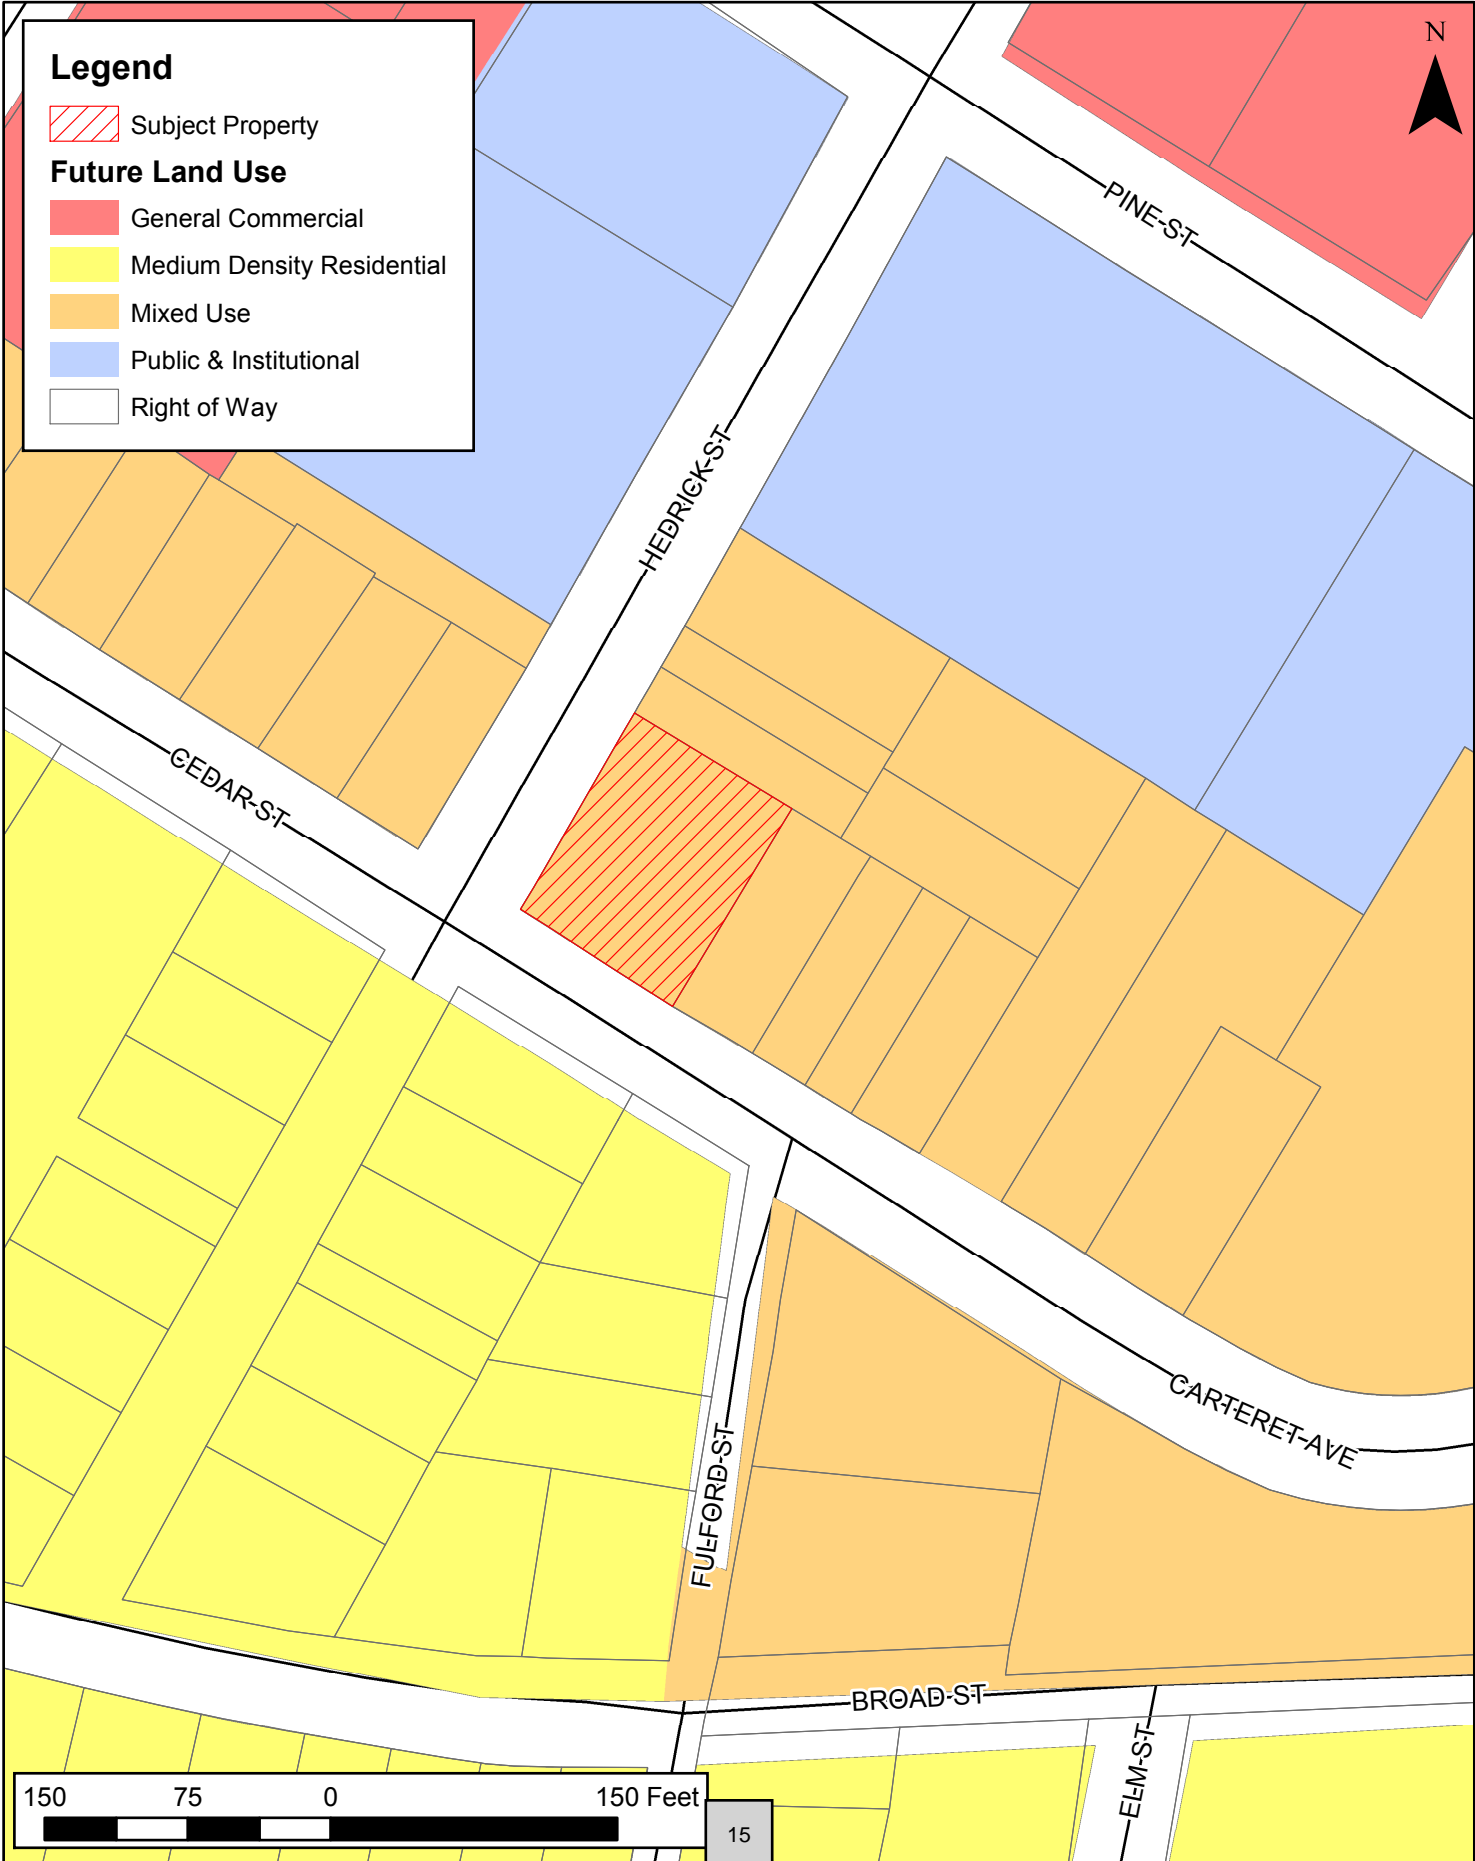 Legend
Subject Property
Future Land Use
General Commercial
Medium Density Residential
Mixed Use
Public & Institutional
Right of Way
N
PINE ST
HEDRICK ST
CEDAR ST
CARTERET AVE
FULFORD ST
BROAD ST
ELM ST
150 75 0 150 Feet
15